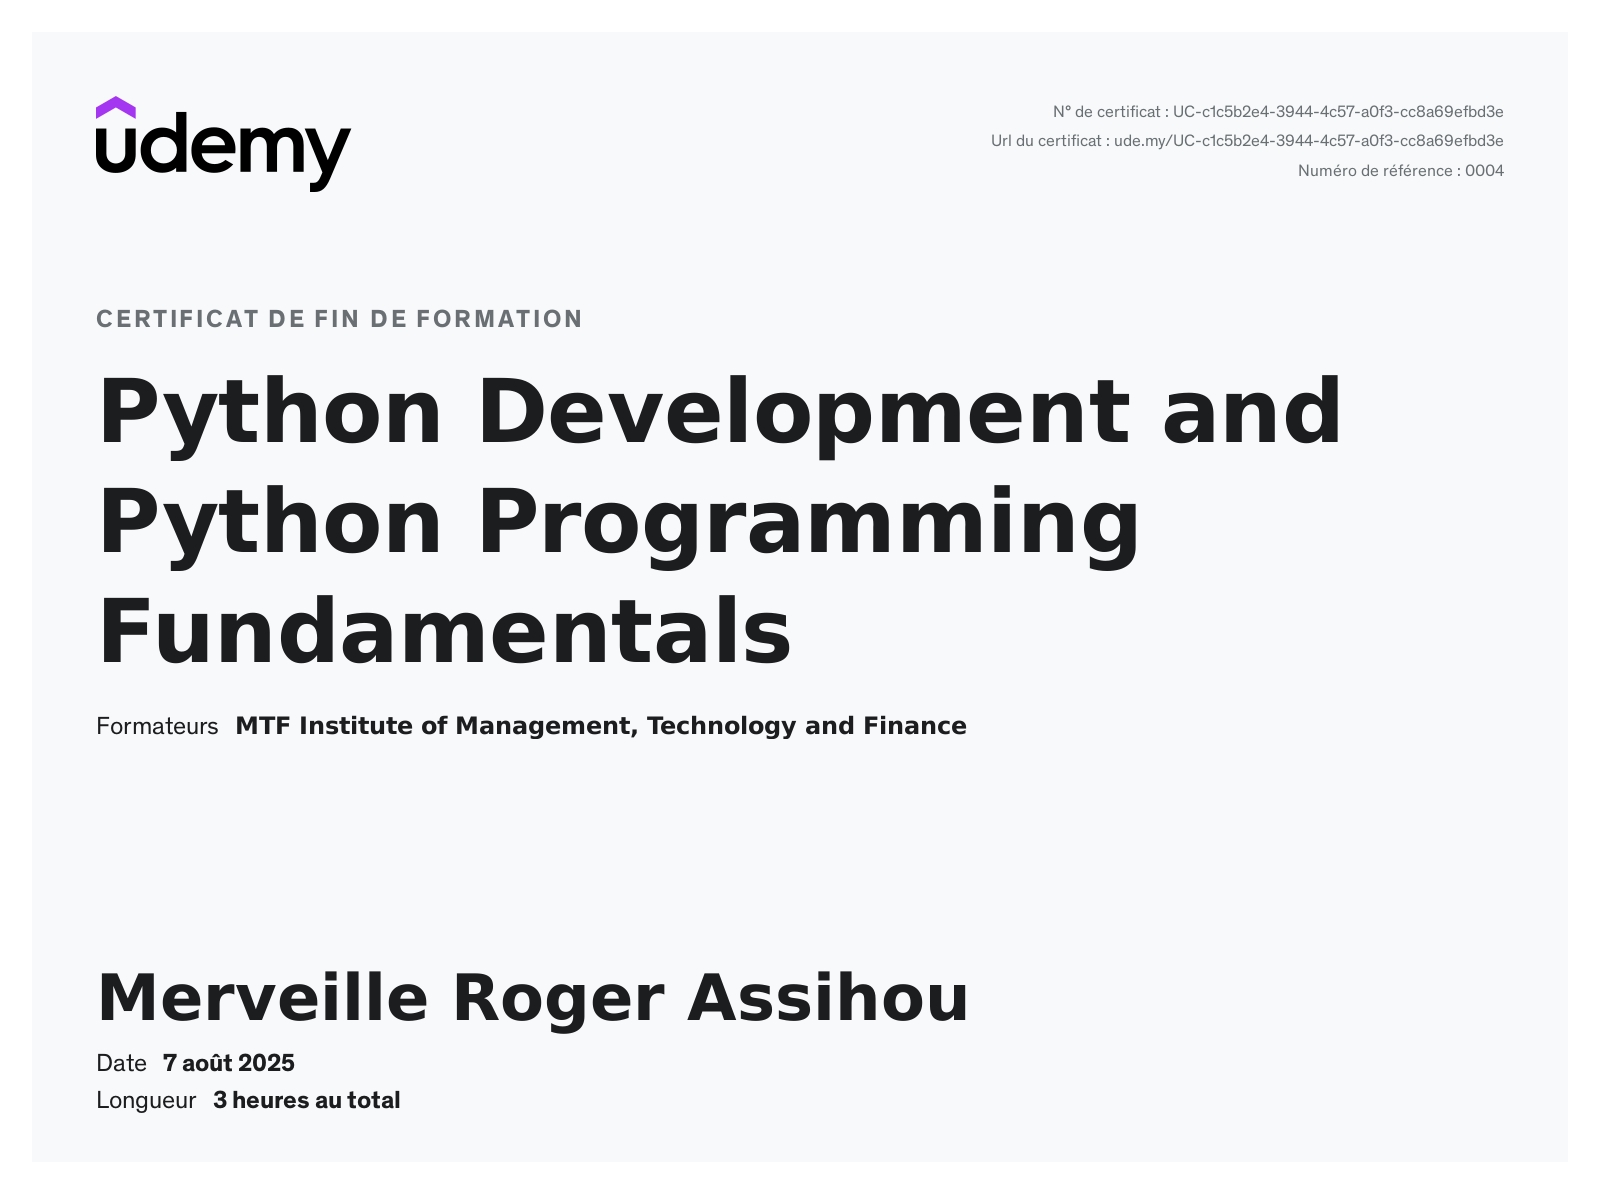 udemy
N° de certificat : UC-c1c5b2e4-3944-4c57-a0f3-cc8a69efbd3e
Url du certificat : ude.my/UC-c1c5b2e4-3944-4c57-a0f3-cc8a69efbd3e
Numéro de référence : 0004
CERTIFICAT DE FIN DE FORMATION
Python Development and
Python Programming
Fundamentals
Formateurs MTF Institute of Management, Technology and Finance
Merveille Roger Assihou
Date 7 août 2025
Longueur 3 heures au total